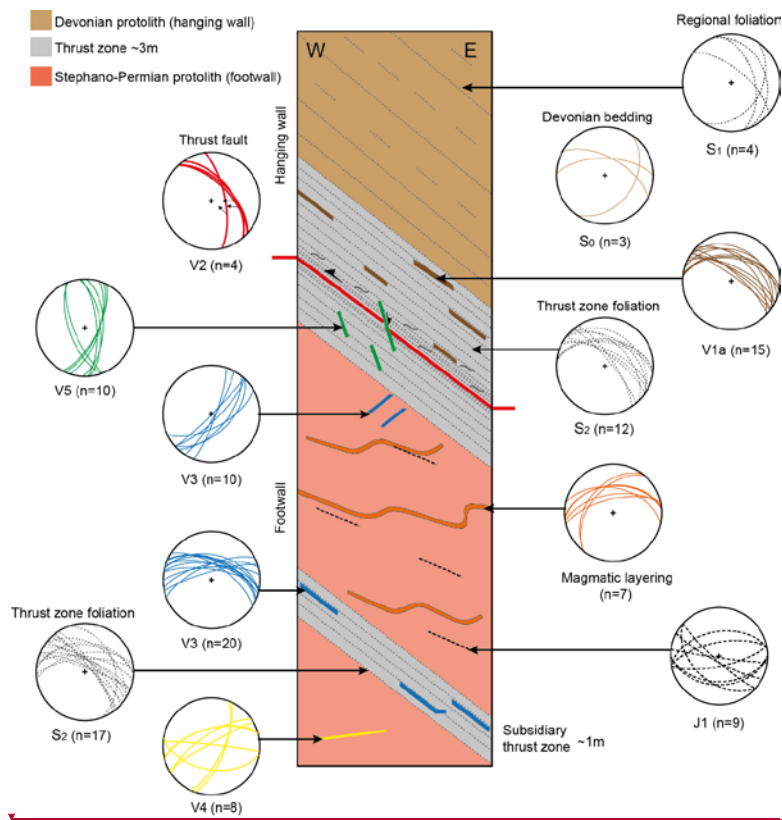 Devonian protolith (hanging wall)
Thrust zone ~3m
Stephano-Permian protolith (footwall)
W
E
Hanging wall
Footwall
Regional foliation
S1 (n=4)
Devonian bedding
S0 (n=3)
Thrust fault
V2 (n=4)
V1a (n=15)
V5 (n=10)
Thrust zone foliation
S2 (n=12)
V3 (n=10)
Magmatic layering
(n=7)
V3 (n=20)
Thrust zone foliation
S2 (n=17)
J1 (n=9)
Subsidiary
thrust zone ~1m
V4 (n=8)